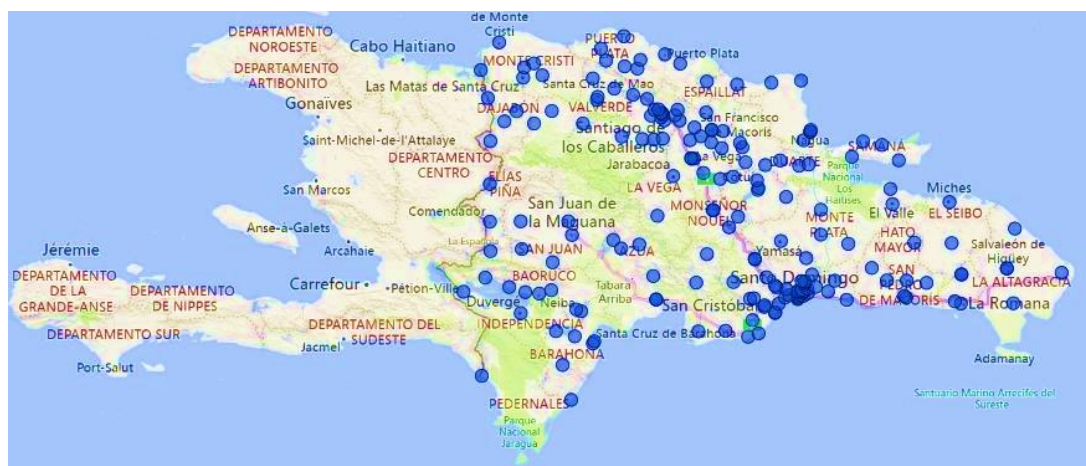 de Monte
Cristi
DEPARTAMENTO
NOROESTE
Cabo Haitiano
PUERTO
PLATA
Puerto Plata
MONTE CRISTI
DEPARTAMENTO
ARTIBONITO
Las Matas de Santa Cruz
Santa Cruz de Mao
ESPAILLAT
Gonaïves
DAJABÓN
VALVERDE
San Francisco
Macorís
Saint-Michel-de-l'Attalaye
Santiago de
los Caballeros
Nagua
SAMANÁ
DEPARTAMENTO
CENTRO
Jarabacoa
La Vega
DUARTE
Parque
Nacional
Los
Haitises
Cotuí
San Marcos
ELÍAS
PIÑA
LA VEGA
Miches
Comendador
San Juan de
la Maguana
MONSEÑOR
NOUEL
MONTE
PLATA
El Valle
EL SEIBO
Anse-à-Galets
La Española
HATO
MAYOR
Arcahaie
SAN JUAN
AZUA
Yamasá
Salvaleón de
Higüey
Jérémie
DEPARTAMENTO
DE LA
GRANDE-ANSE
DEPARTAMENTO
DE NIPPES
Carrefour
Pétion-Ville
BAORUCO
Tabara
Arriba
Santo Domingo
SAN
PEDRO
DE MACORÍS
LA ALTAGRACIA
Duvergé
Neiba
San Cristóbal
La Romana
DEPARTAMENTO SUR
DEPARTAMENTO DEL
SUDESTE
INDEPENDENCIA
Santa Cruz de Barahona
Jacmel
Port-Salut
BARAHONA
Adamanay
PEDERNALES
Santuario Marino Arrecifes del
Sureste
Parque
Nacional
Jaragua